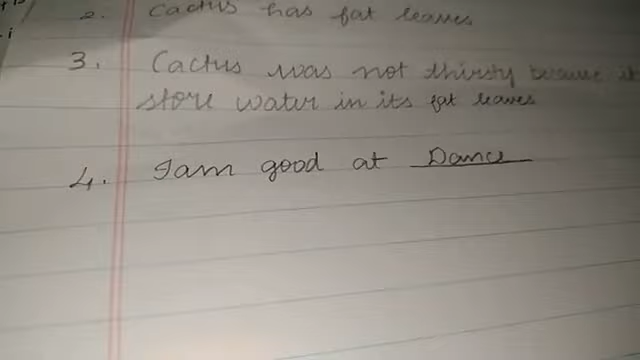 2. Cactus has fat leaves
3. Cactus was not thirsty because it
store water in its fat leaves
4. I am good at Dance